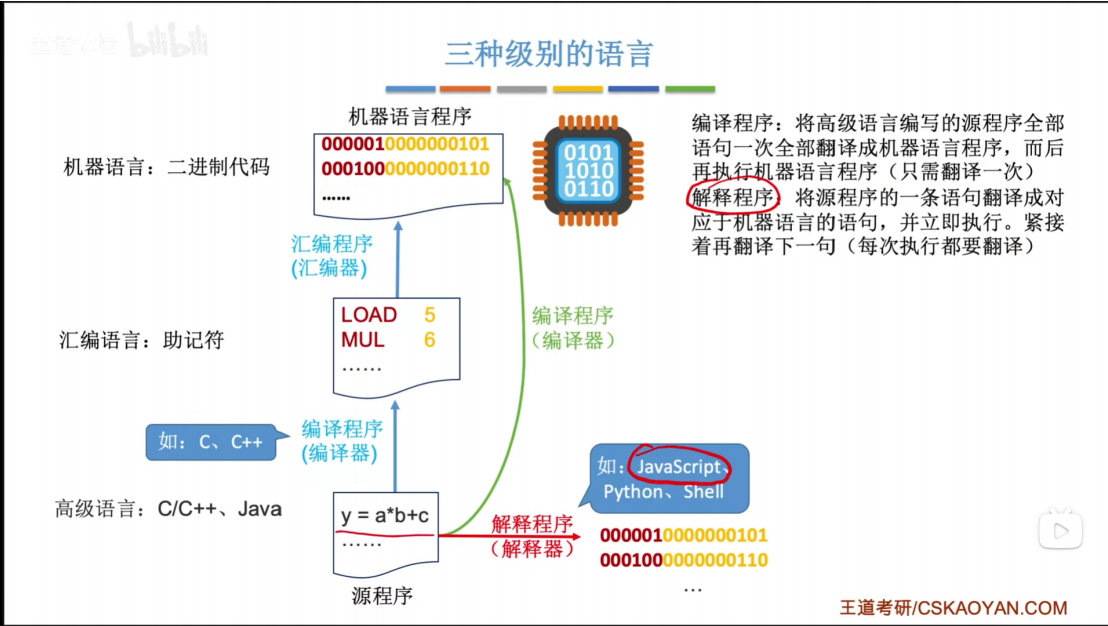 王道论坛 bilibili
三种级别的语言
机器语言程序
0000010000000101
0001000000000110
......
机器语言：二进制代码
0101
1010
0110
编译程序：将高级语言编写的源程序全部
语句一次全部翻译成机器语言程序，而后
再执行机器语言程序（只需翻译一次）
解释程序：将源程序的一条语句翻译成对
应于机器语言的语句，并立即执行。紧接
着再翻译下一句（每次执行都要翻译）
汇编程序
(汇编器)
LOAD 5
MUL 6
……
汇编语言：助记符
编译程序
（编译器）
如：C、C++
编译程序
(编译器)
如：JavaScript、
Python、Shell
高级语言：C/C++、Java
y = a*b+c
……
源程序
解释程序
（解释器）
0000010000000101
0001000000000110
…
王道考研/CSKAOYAN.COM